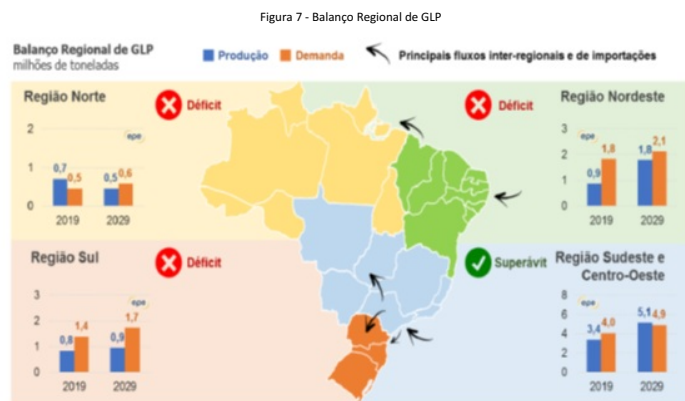 Figura 7 - Balanço Regional de GLP
Balanço Regional de GLP
milhões de toneladas
Produção Demanda Principais fluxos inter-regionais e de importações
Região Norte
Déficit
2
1
0
epe
0,7 0,5 0,5 0,6
2019 2029
Déficit
Região Nordeste
3
2
1
0
epe
0,9 1,8 1,8 2,1
2019 2029
Região Sul
Déficit
3
2
1
0
epe
0,8 1,4 0,9 1,7
2019 2029
Superávit
Região Sudeste e
Centro-Oeste
8
6
4
2
0
epe
3,4 4,0 5,1 4,9
2019 2029